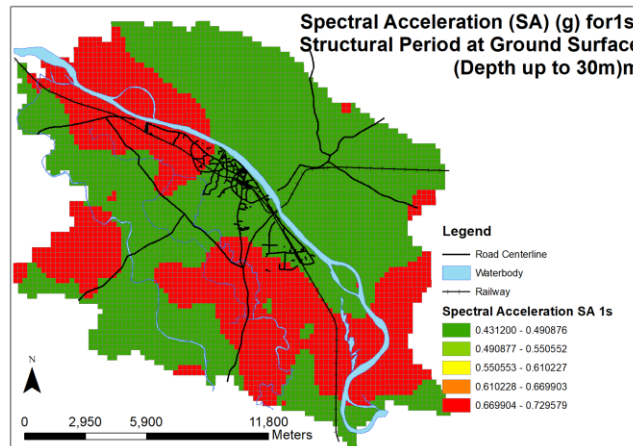 Spectral Acceleration (SA) (g) for1s
Structural Period at Ground Surface
(Depth up to 30m)m
Legend
Road Centerline
Waterbody
Railway
Spectral Acceleration SA 1s
0.431200 - 0.490876
0.490877 - 0.550552
0.550553 - 0.610227
0.610228 - 0.669903
0.669904 - 0.729579
N
0 2,950 5,900 11,800
Meters